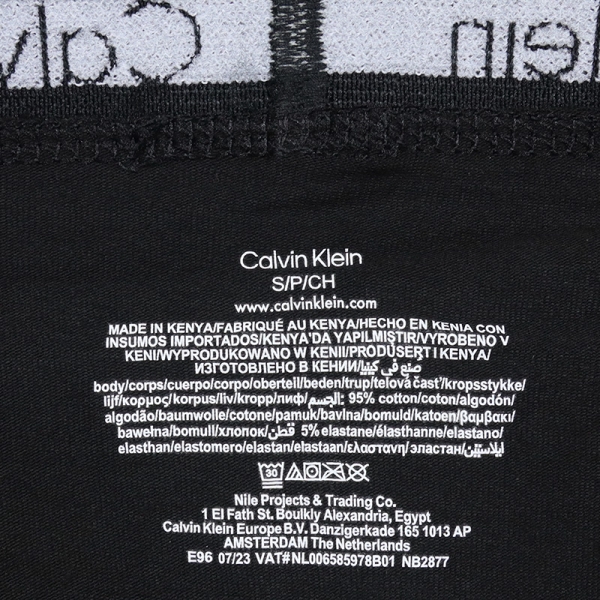 Calvin Klein
S/P/CH
www.calvinklein.com
MADE IN KENYA/FABRIQUÉ AU KENYA/HECHO EN KENIA CON
INSUMOS IMPORTADOS/KENYA'DA YAPILMIŞTIR/VYROBENO V
KENI/WYPRODUKOWANO W KENII/PRODUSERT I KENYA/
ИЗГОТОВЛЕНО В КЕНИИ/صنع في كينيا
body/corps/cuerpo/corpo/oberteil/beden/trup/telová časť/kropsstykke/
lijf/κορμος/korpus/liv/kropp/лиф/الجسم: 95% cotton/coton/algodón/
algodão/baumwolle/cotone/pamuk/bavlna/bomuld/katoen/βαμβακι/
bawełna/bomull/хлопок/قطن 5% elastane/élasthanne/elastano/
elasthan/elastomero/elastan/elastaan/ελαστανη/эластан/إيلاستين
30
Nile Projects & Trading Co.
1 El Fath St. Boulkly Alexandria, Egypt
Calvin Klein Europe B.V. Danzigerkade 165 1013 AP
AMSTERDAM The Netherlands
E96 07/23 VAT#NL006585978B01 NB2877